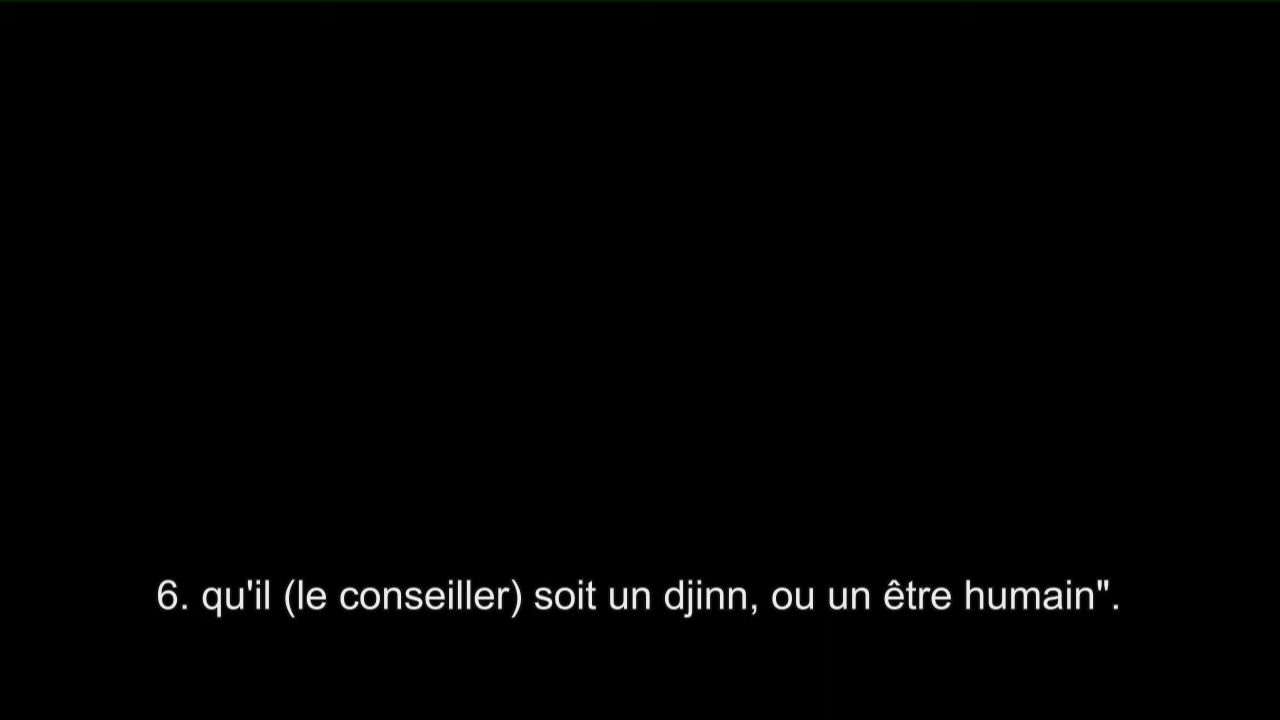 6. qu'il (le conseiller) soit un djinn, ou un être humain".